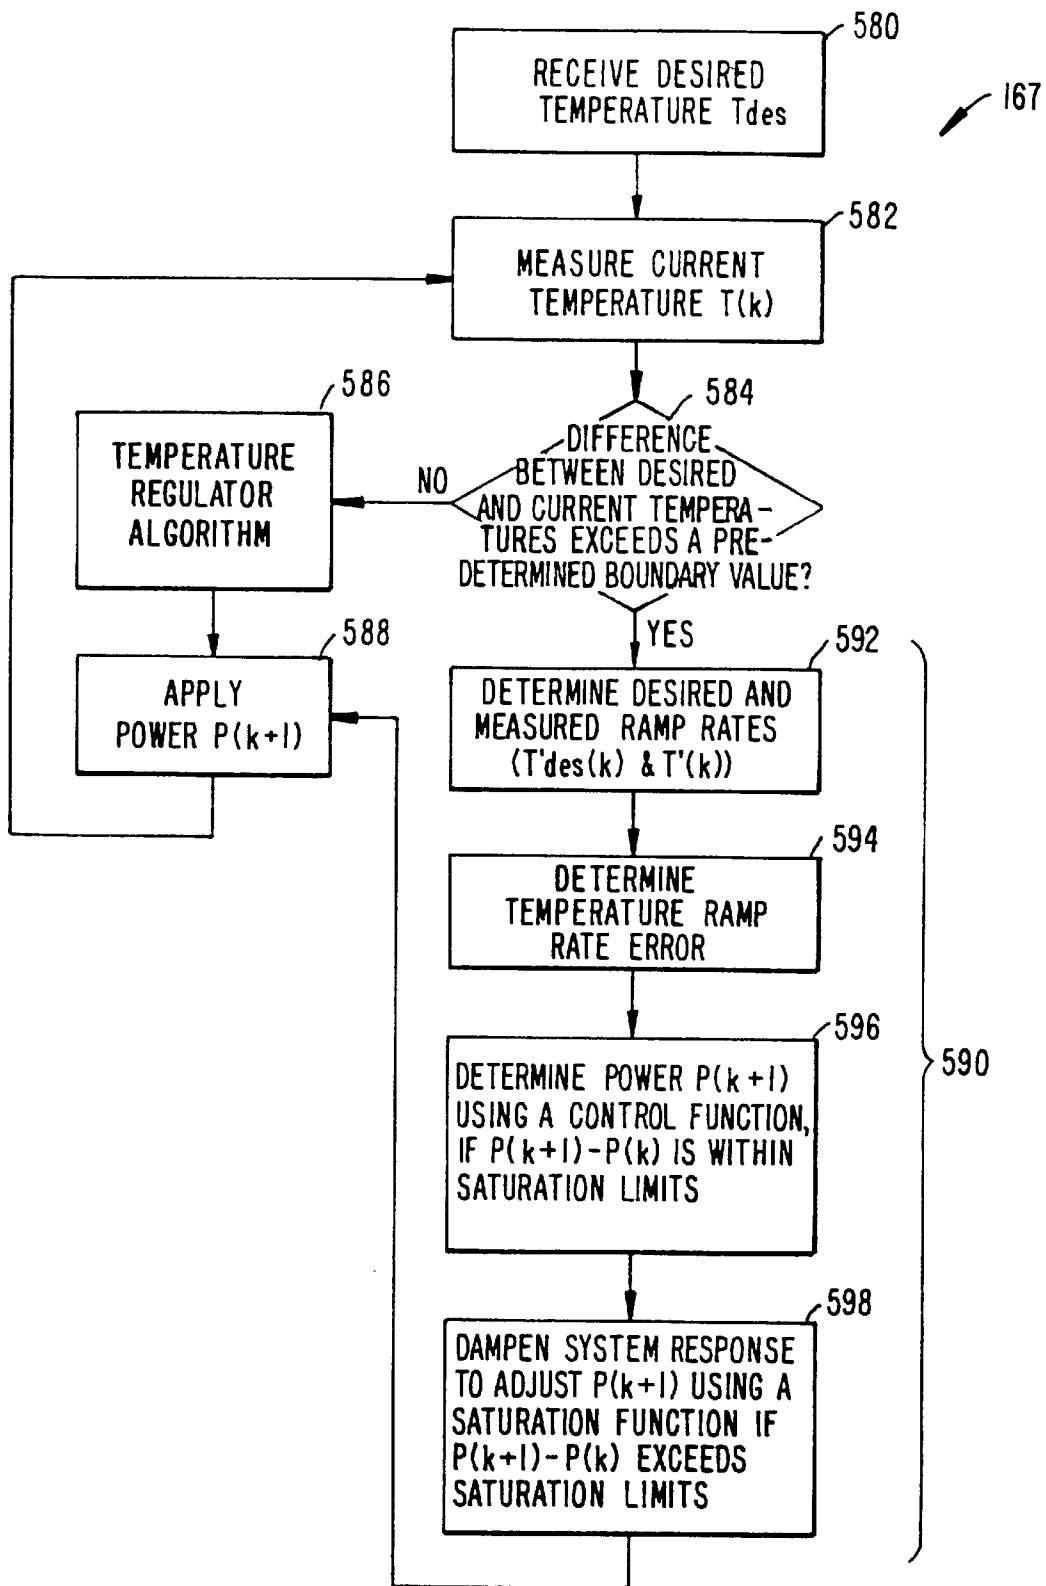 580
RECEIVE DESIRED
TEMPERATURE Tdes
167
582
MEASURE CURRENT
TEMPERATURE T(k)
584
DIFFERENCE
BETWEEN DESIRED
AND CURRENT TEMPERA-
TURES EXCEEDS A PRE-
DETERMINED BOUNDARY VALUE?
NO
YES
586
TEMPERATURE
REGULATOR
ALGORITHM
588
APPLY
POWER P(k+1)
592
DETERMINE DESIRED AND
MEASURED RAMP RATES
(T'des(k) & T'(k))
594
DETERMINE
TEMPERATURE RAMP
RATE ERROR
596
DETERMINE POWER P(k+1)
USING A CONTROL FUNCTION,
IF P(k+1)-P(k) IS WITHIN
SATURATION LIMITS
590
598
DAMPEN SYSTEM RESPONSE
TO ADJUST P(k+1) USING A
SATURATION FUNCTION IF
P(k+1)-P(k) EXCEEDS
SATURATION LIMITS